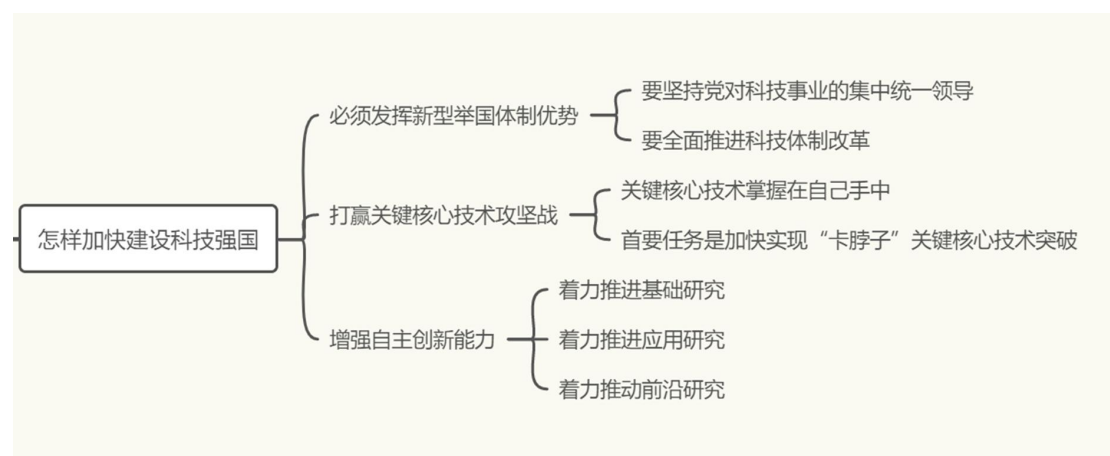 怎样加快建设科技强国
必须发挥新型举国体制优势
要坚持党对科技事业的集中统一领导
要全面推进科技体制改革
打赢关键核心技术攻坚战
关键核心技术掌握在自己手中
首要任务是加快实现“卡脖子”关键核心技术突破
增强自主创新能力
着力推进基础研究
着力推进应用研究
着力推动前沿研究